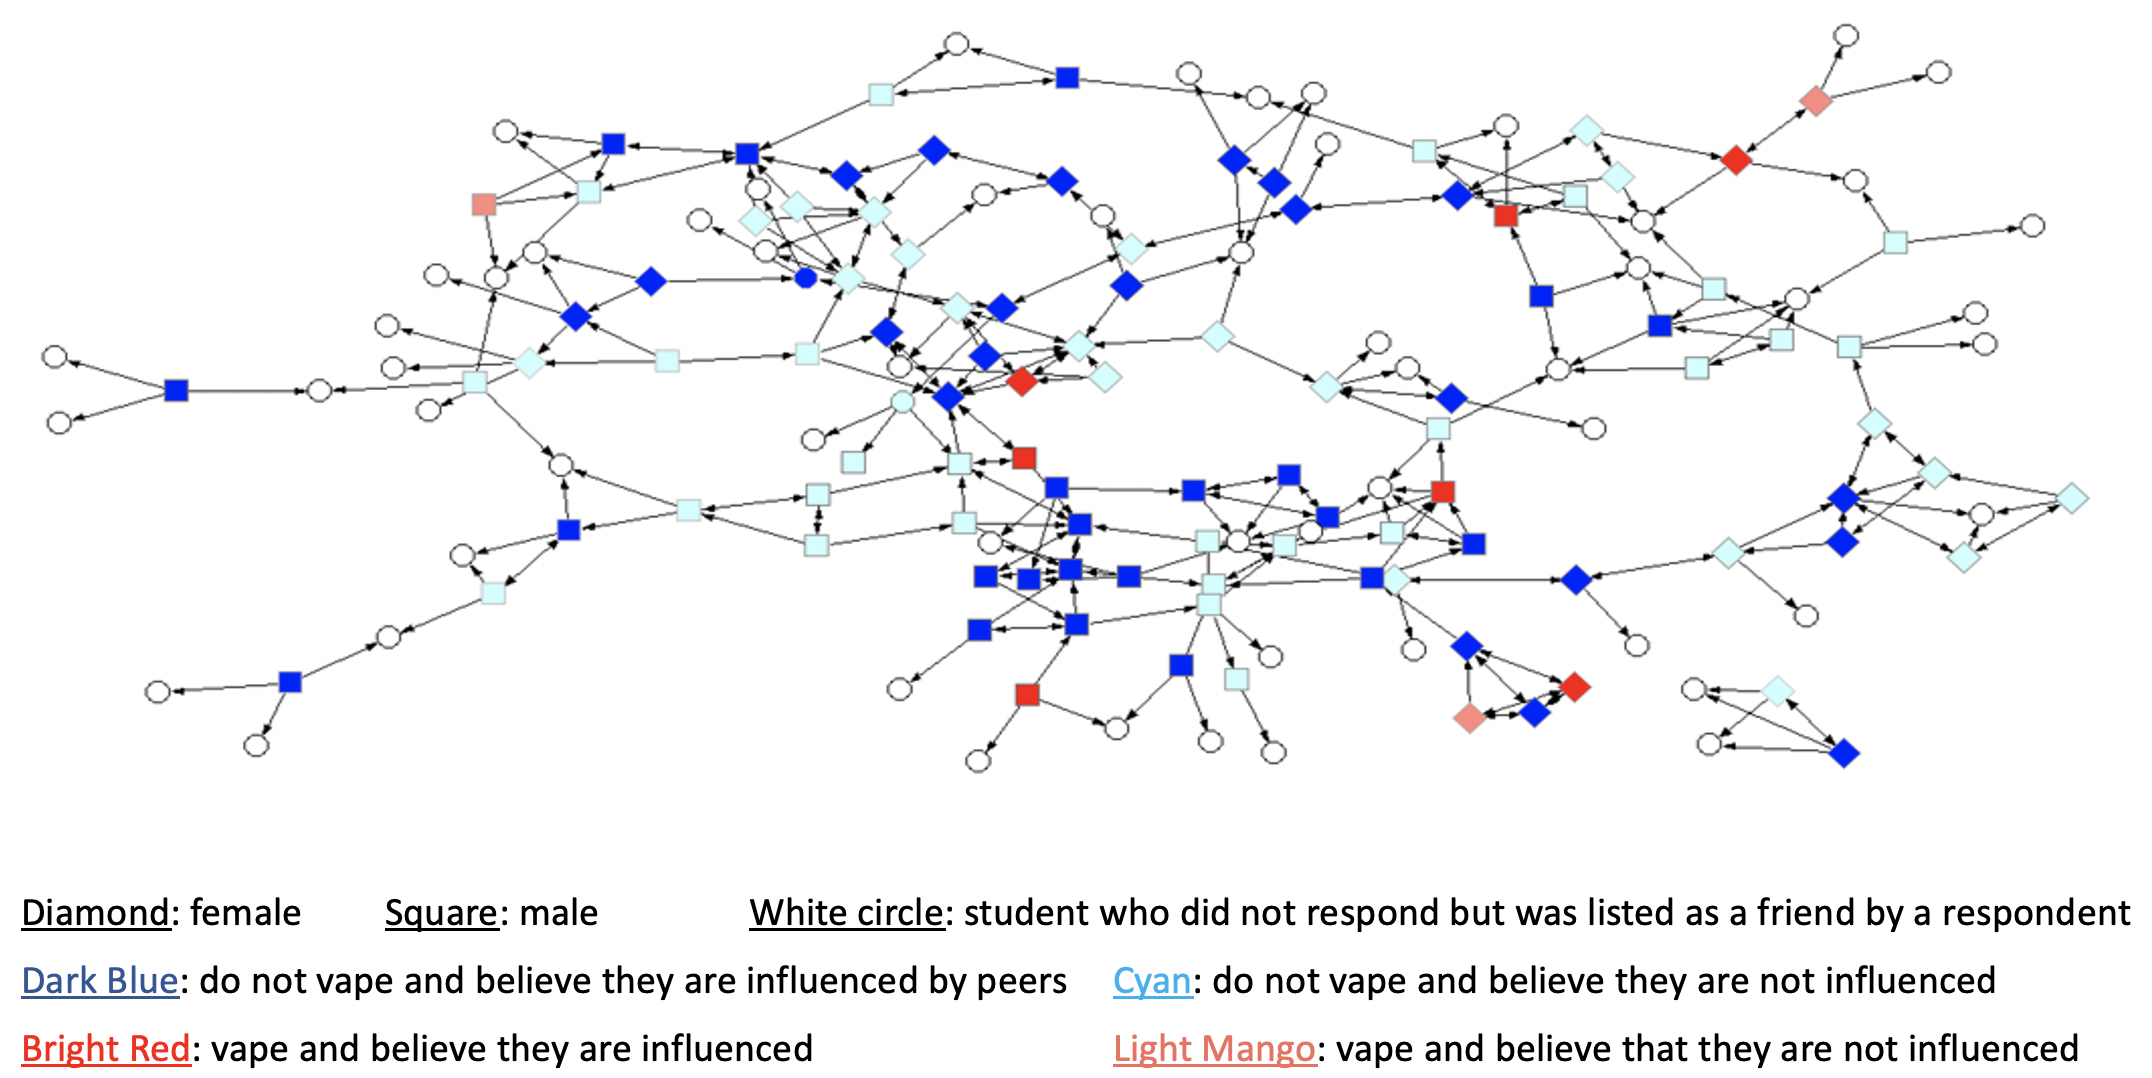 Diamond: female Square: male White circle: student who did not respond but was listed as a friend by a respondent
Dark Blue: do not vape and believe they are influenced by peers Cyan: do not vape and believe they are not influenced
Bright Red: vape and believe they are influenced Light Mango: vape and believe that they are not influenced